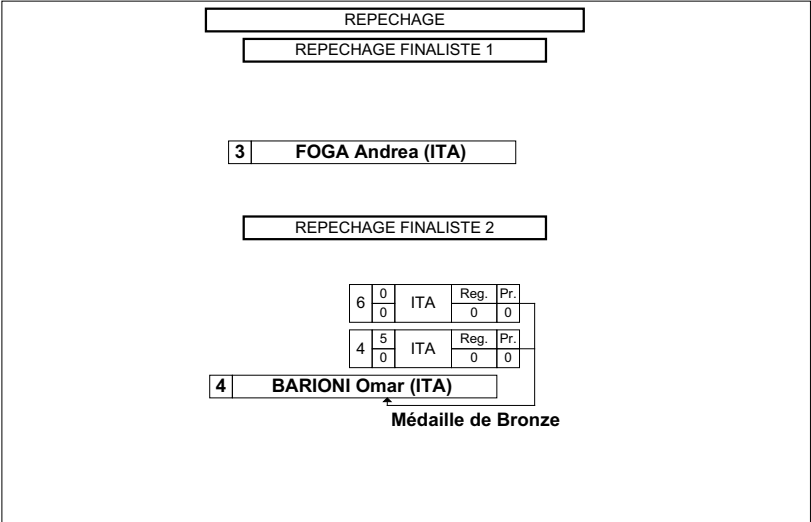 REPECHAGE
REPECHAGE FINALISTE 1
3 FOGA Andrea (ITA)
REPECHAGE FINALISTE 2
6 0 ITA Reg. Pr.
0 0 0
4 5 ITA Reg. Pr.
0 0 0
4 BARIONI Omar (ITA)
Médaille de Bronze